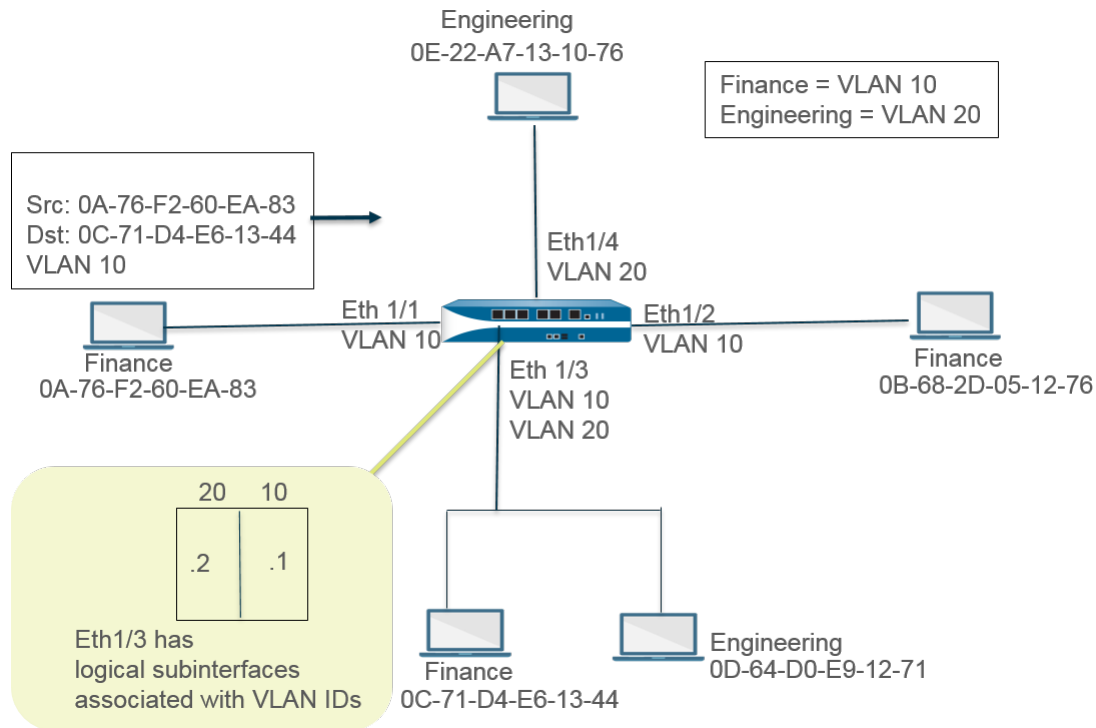 Engineering
0E-22-A7-13-10-76
Finance = VLAN 10
Engineering = VLAN 20
Src: 0A-76-F2-60-EA-83
Dst: 0C-71-D4-E6-13-44
VLAN 10
Eth1/4
VLAN 20
Eth 1/1
VLAN 10
Eth1/2
VLAN 10
Finance
0A-76-F2-60-EA-83
Finance
0B-68-2D-05-12-76
Eth 1/3
VLAN 10
VLAN 20
20 10
.2 .1
Eth1/3 has
logical subinterfaces
associated with VLAN IDs
Finance
0C-71-D4-E6-13-44
Engineering
0D-64-D0-E9-12-71